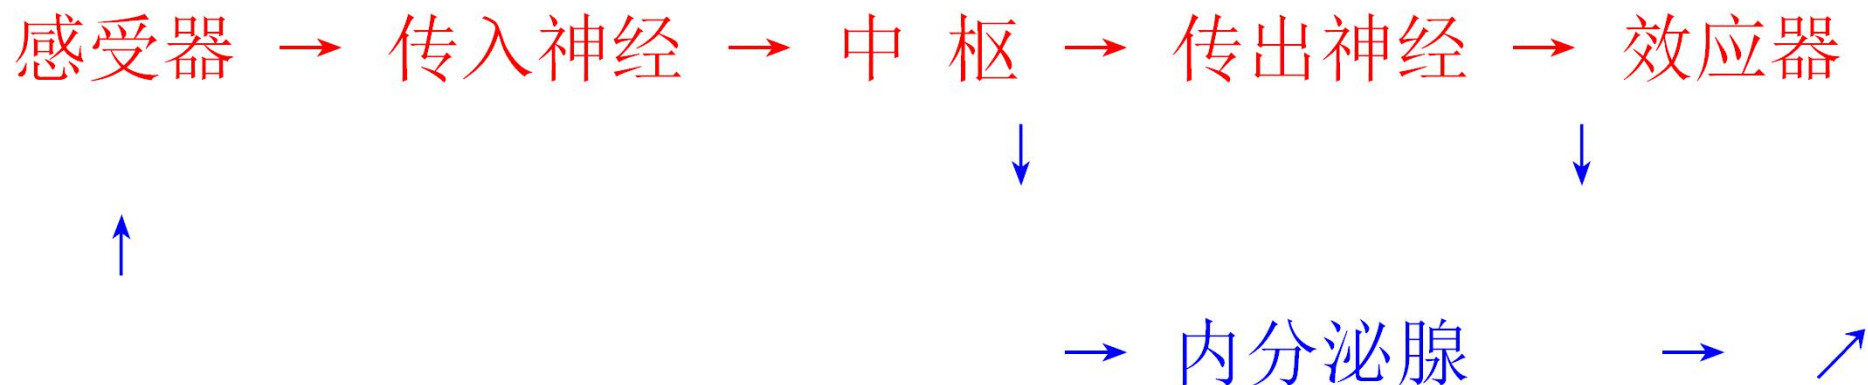 感受器 → 传入神经 → 中 枢 → 传出神经 → 效应器
↓ ↓
↑
→ 内分泌腺 → ↗